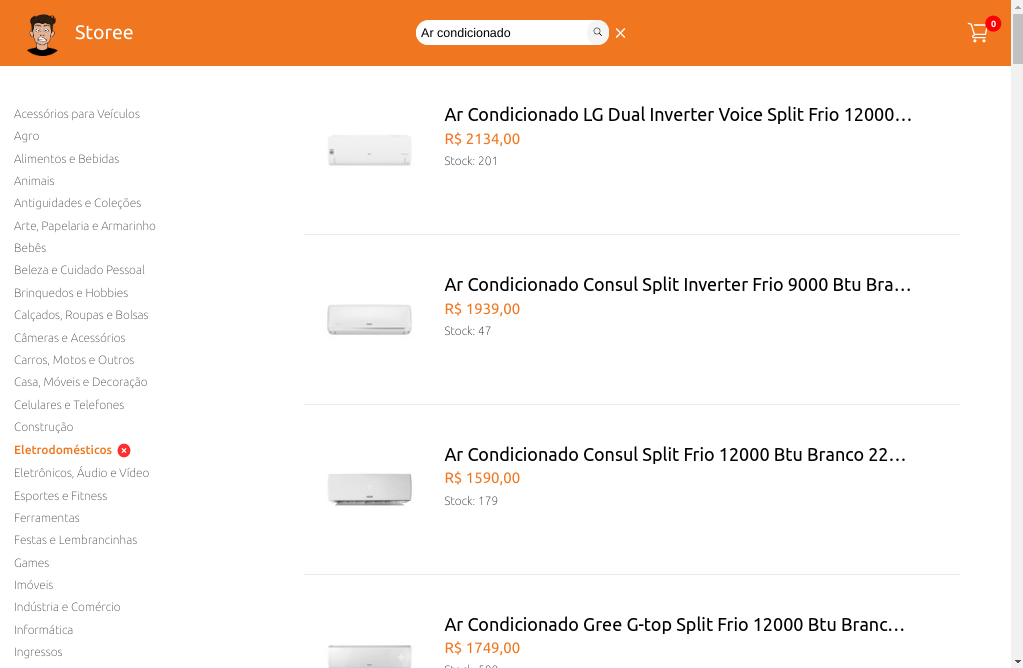 Storee
Ar condicionado
0
Acessórios para Veículos
Agro
Alimentos e Bebidas
Animais
Antiguidades e Coleções
Arte, Papelaria e Armarinho
Bebês
Beleza e Cuidado Pessoal
Brinquedos e Hobbies
Calçados, Roupas e Bolsas
Câmeras e Acessórios
Carros, Motos e Outros
Casa, Móveis e Decoração
Celulares e Telefones
Construção
Eletrodomésticos
Eletrônicos, Áudio e Vídeo
Esportes e Fitness
Ferramentas
Festas e Lembrancinhas
Games
Imóveis
Indústria e Comércio
Informática
Ingressos
Ar Condicionado LG Dual Inverter Voice Split Frio 12000...
R$ 2134,00
Stock: 201
Ar Condicionado Consul Split Inverter Frio 9000 Btu Bra...
R$ 1939,00
Stock: 47
Ar Condicionado Consul Split Frio 12000 Btu Branco 22...
R$ 1590,00
Stock: 179
Ar Condicionado Gree G-top Split Frio 12000 Btu Branc...
R$ 1749,00
Stock: 500